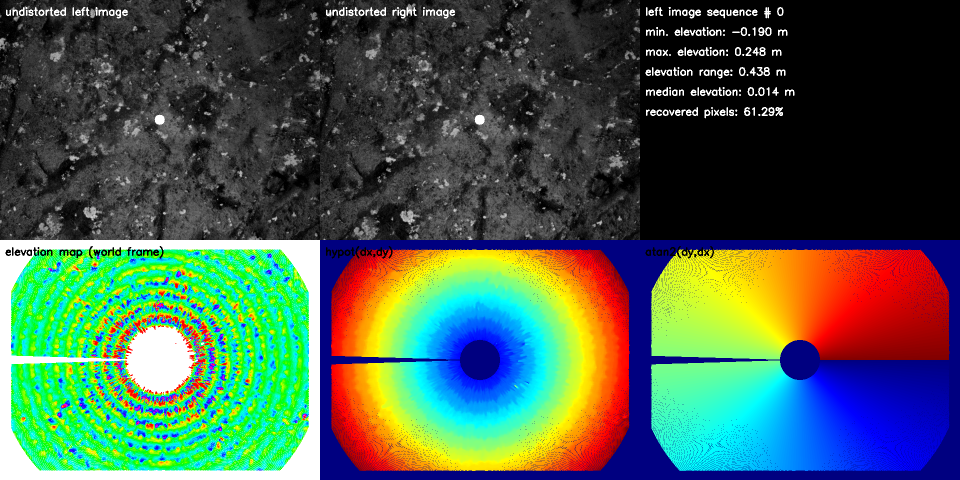 undistorted left image
undistorted right image
left image sequence # 0
min. elevation: -0.190 m
max. elevation: 0.248 m
elevation range: 0.438 m
median elevation: 0.014 m
recovered pixels: 61.29%
elevation map (world frame)
hypot(dx,dy)
atan2(dy,dx)